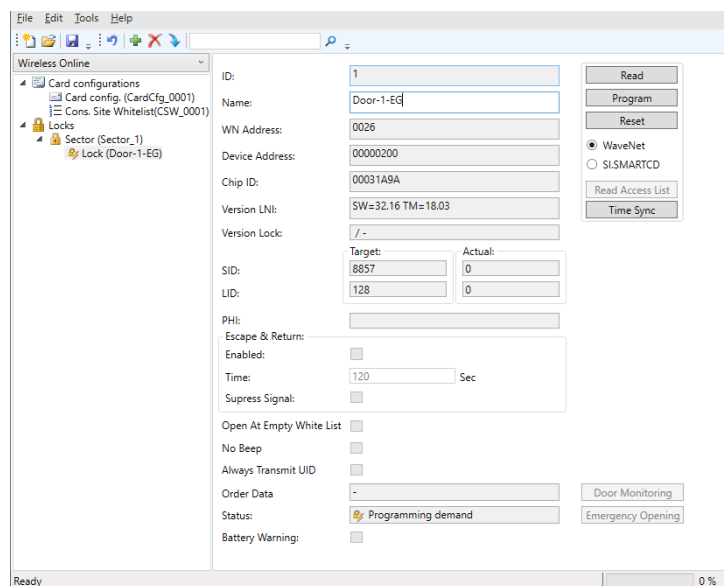 File Edit Tools Help
Wireless Online
Card configurations
Card config. (CardCfg_0001)
Cons. Site Whitelist(CSW_0001)
Locks
Sector (Sector_1)
Lock (Door-1-EG)
ID: 1
Name: Door-1-EG
WN Address: 0026
Device Address: 00000200
Chip ID: 00031A9A
Version LNI: SW=32.16 TM=18.03
Version Lock: / -
Target: Actual:
SID: 8857 0
LID: 128 0
PHI:
Escape & Return:
Enabled:
Time: 120 Sec
Supress Signal:
Open At Empty White List
No Beep
Always Transmit UID
Order Data -
Status: Programming demand
Battery Warning:
Read
Program
Reset
WaveNet
SI.SMARTCD
Read Access List
Time Sync
Door Monitoring
Emergency Opening
Ready 0 %